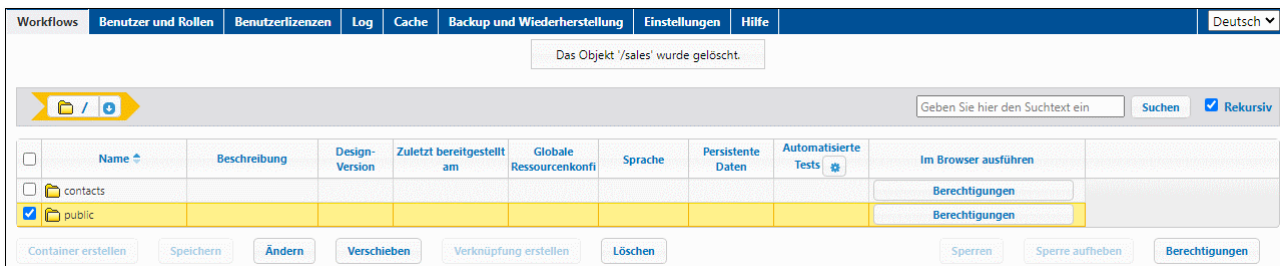 Workflows Benutzer und Rollen Benutzerlizenzen Log Cache Backup und Wiederherstellung Einstellungen Hilfe Deutsch
Das Objekt '/sales' wurde gelöscht.
/ Geben Sie hier den Suchtext ein Suchen Rekursiv
Name Beschreibung Design-Version Zuletzt bereitgestellt am Globale Ressourcenkonfi Sprache Persistente Daten Automatisierte Tests Im Browser ausführen
contacts Berechtigungen
public Berechtigungen
Container erstellen Speichern Ändern Verschieben Verknüpfung erstellen Löschen Sperren Sperre aufheben Berechtigungen